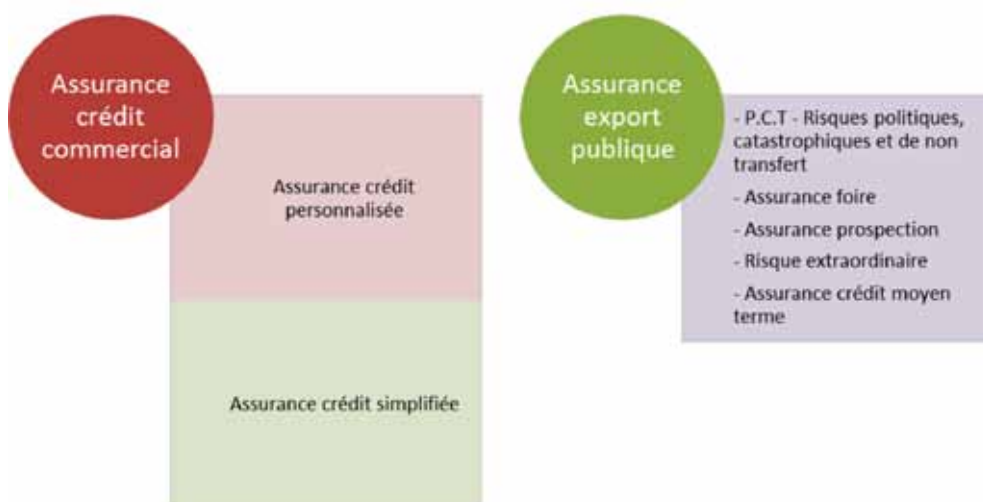 Assurance
crédit
commercial
Assurance crédit
personnalisée
Assurance crédit simplifiée
Assurance
export
publique
- P.C.T - Risques politiques,
catastrophiques et de non
transfert
- Assurance foire
- Assurance prospection
- Risque extraordinaire
- Assurance crédit moyen
terme